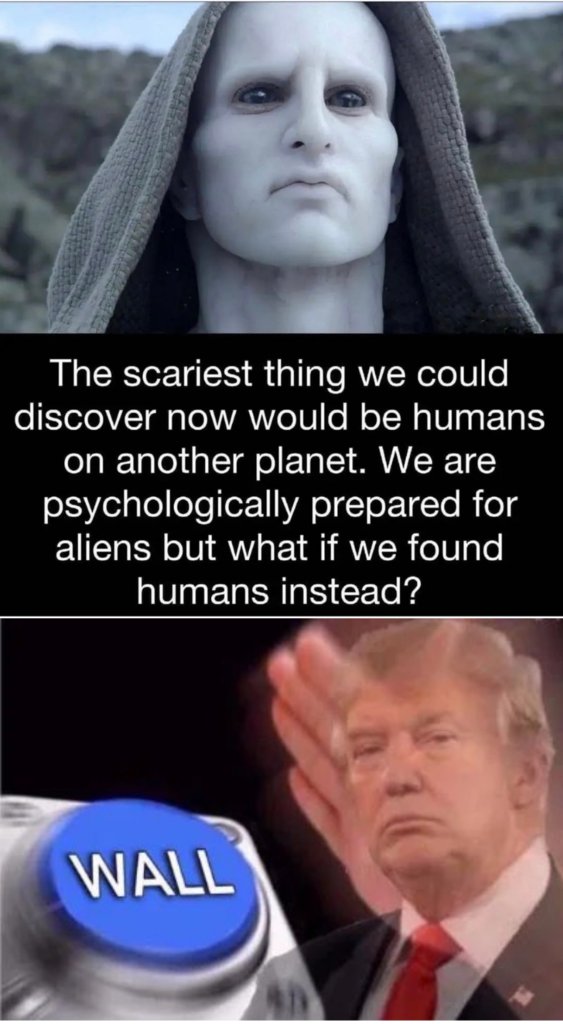 The scariest thing we could
discover now would be humans
on another planet. We are
psychologically prepared for
aliens but what if we found
humans instead?
WALL